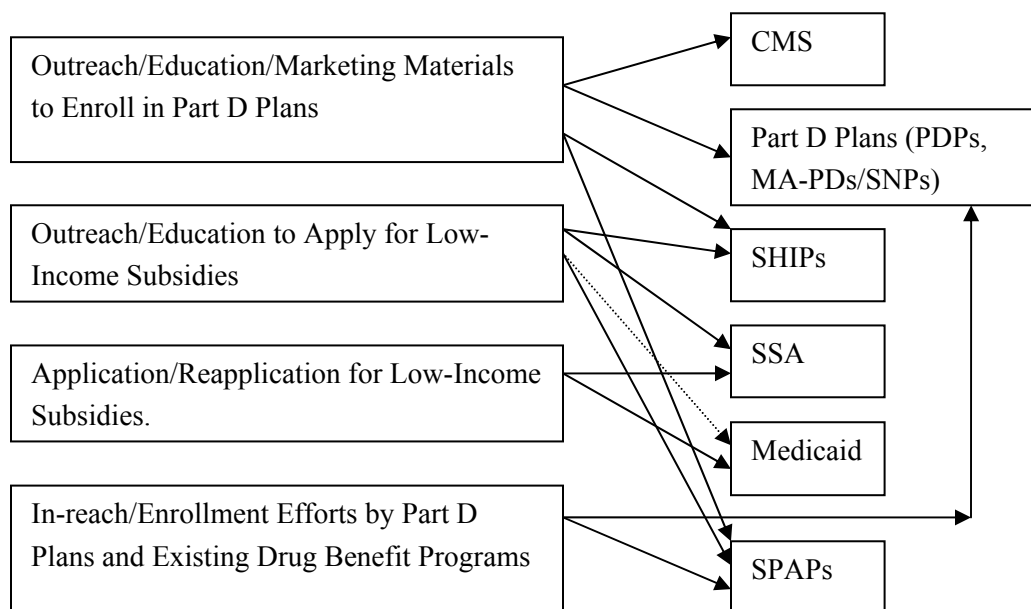 Outreach/Education/Marketing Materials
to Enroll in Part D Plans
Outreach/Education to Apply for Low-
Income Subsidies
Application/Reapplication for Low-Income
Subsidies.
In-reach/Enrollment Efforts by Part D
Plans and Existing Drug Benefit Programs
CMS
Part D Plans (PDPs,
MA-PDs/SNPs)
SHIPs
SSA
Medicaid
SPAPs